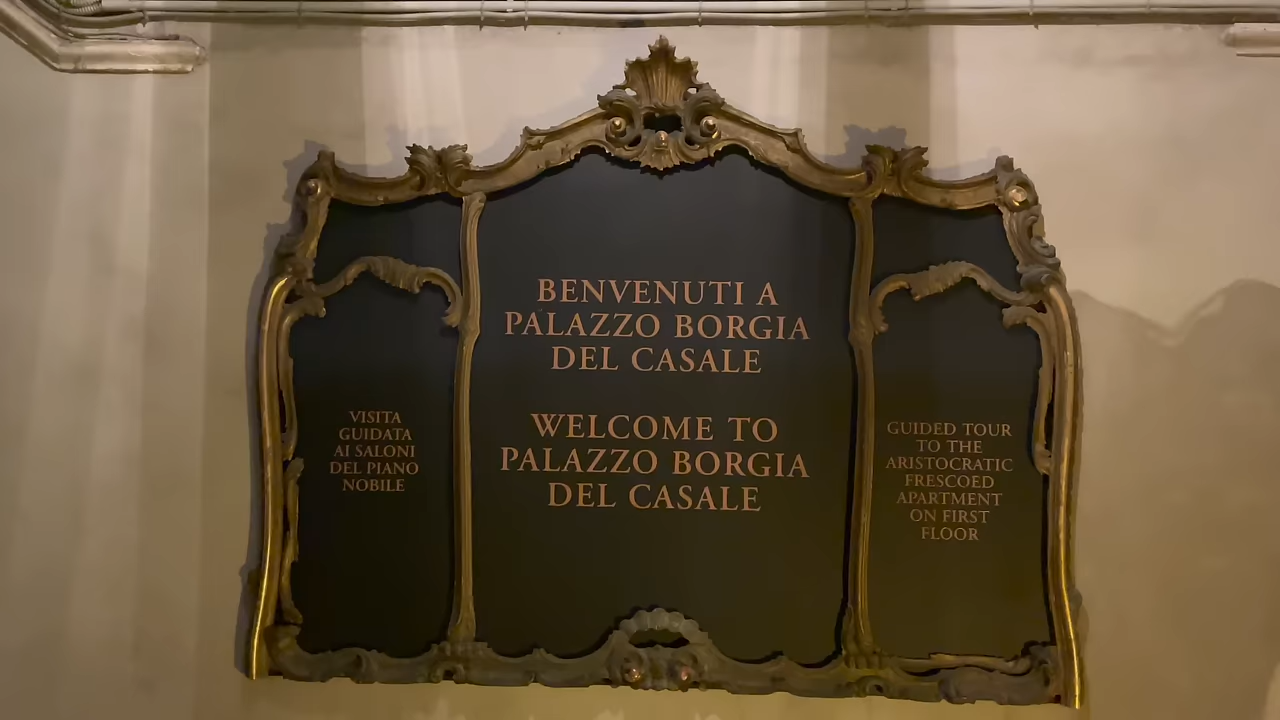 BENVENUTI A
PALAZZO BORGIA
DEL CASALE
WELCOME TO
PALAZZO BORGIA
DEL CASALE
VISITA
GUIDATA
AI SALONI
DEL PIANO
NOBILE
GUIDED TOUR
TO THE
ARISTOCRATIC
FRESCOED
APARTMENT
ON FIRST
FLOOR